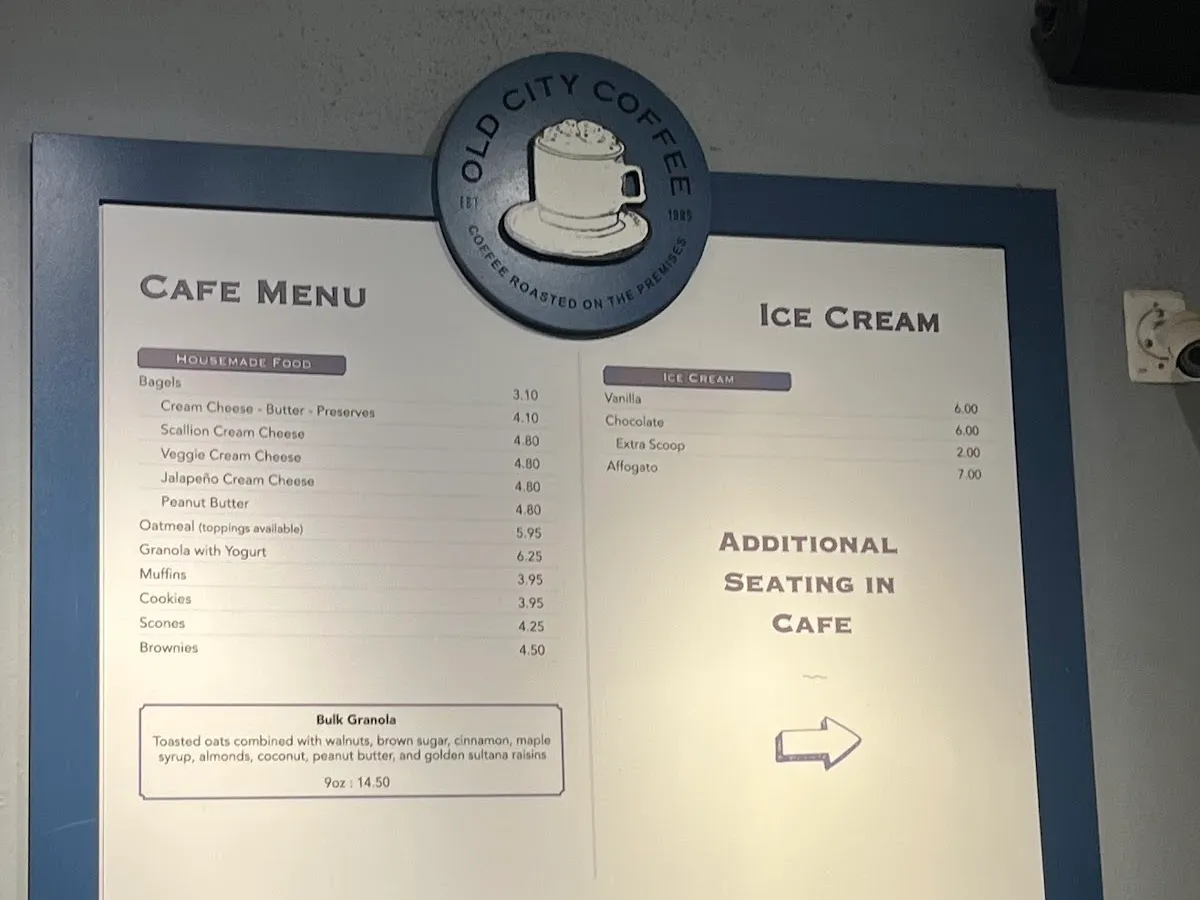 OLD CITY COFFEE
EST 1985
COFFEE ROASTED ON THE PREMISES
CAFE MENU
HOUSEMADE FOOD
Bagels 3.10
Cream Cheese - Butter - Preserves 4.10
Scallion Cream Cheese 4.80
Veggie Cream Cheese 4.80
Jalapeño Cream Cheese 4.80
Peanut Butter 4.80
Oatmeal (toppings available) 5.95
Granola with Yogurt 6.25
Muffins 3.95
Cookies 3.95
Scones 4.25
Brownies 4.50
Bulk Granola
Toasted oats combined with walnuts, brown sugar, cinnamon, maple
syrup, almonds, coconut, peanut butter, and golden sultana raisins
9oz : 14.50
ICE CREAM
ICE CREAM
Vanilla 6.00
Chocolate 6.00
Extra Scoop 2.00
Affogato 7.00
ADDITIONAL
SEATING IN
CAFE